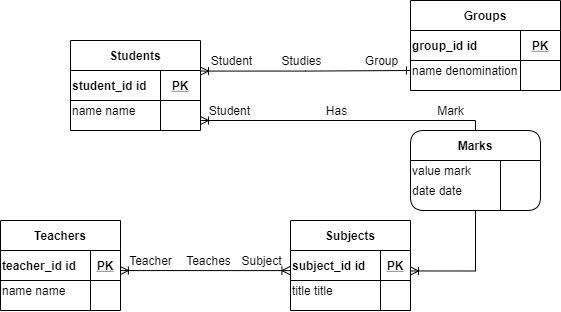 Groups
group_id id PK
name denomination
Students
student_id id PK
name name
Student Studies Group
Student Has Mark
Marks
value mark
date date
Teachers
teacher_id id PK
name name
Teacher Teaches Subject
Subjects
subject_id id PK
title title